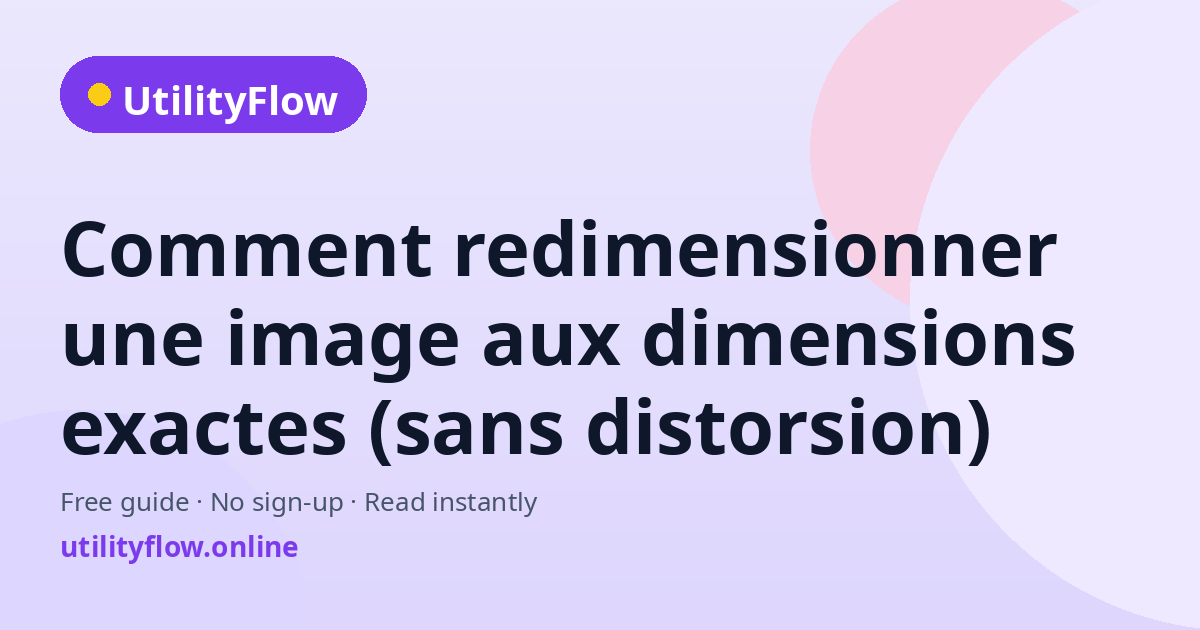 UtilityFlow
Comment redimensionner
une image aux dimensions
exactes (sans distorsion)
Free guide · No sign-up · Read instantly
utilityflow.online